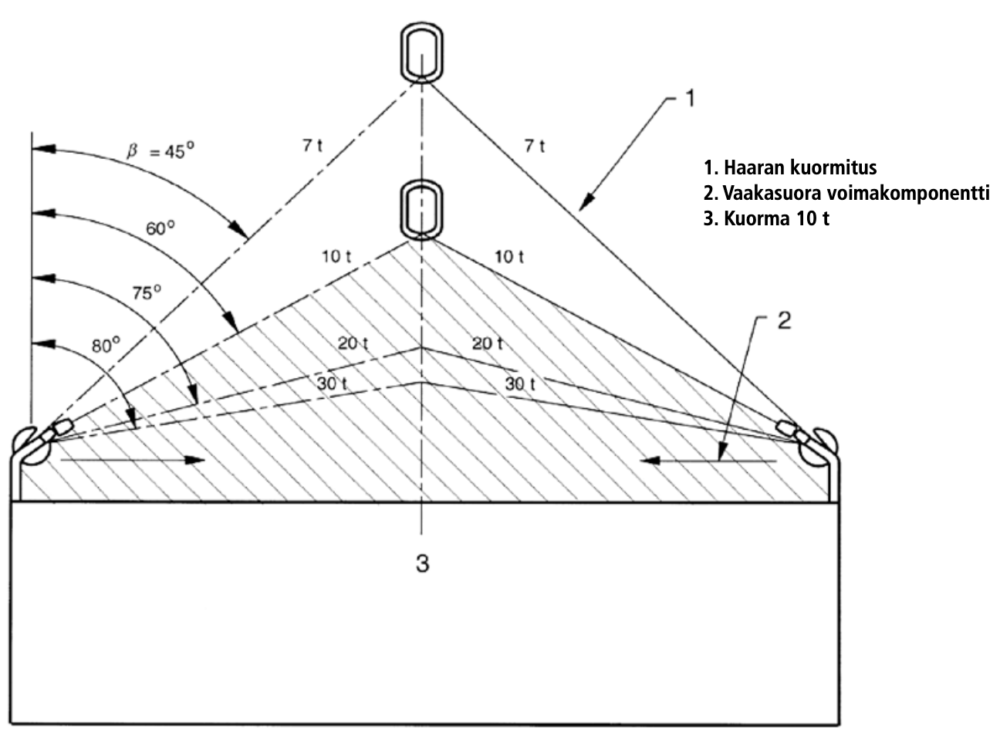 1
β = 45°
7 t
7 t
1. Haaran kuormitus
2. Vaakasuora voimakomponentti
3. Kuorma 10 t
60°
10 t
10 t
75°
2
80°
20 t
20 t
30 t
30 t
3